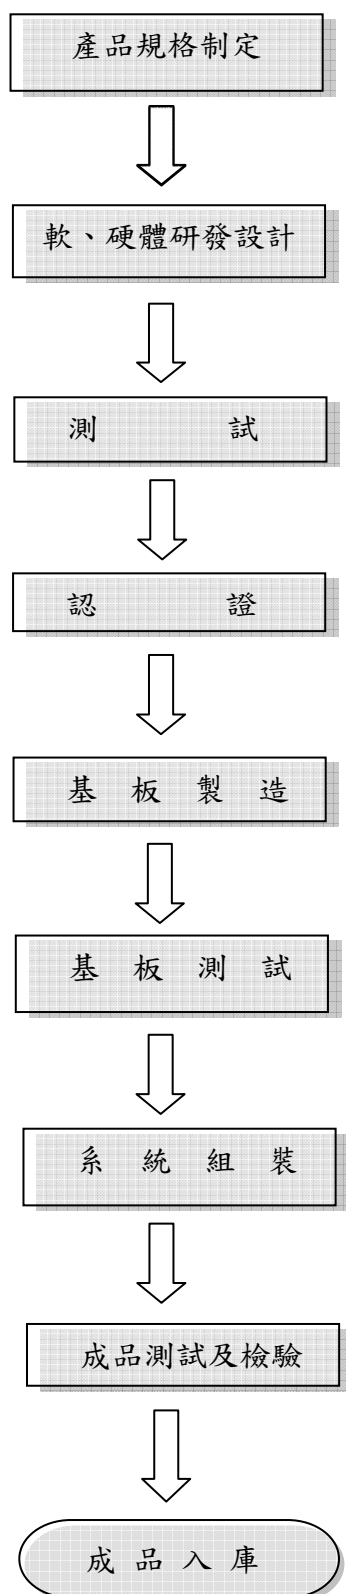 產品規格制定
軟、硬體研發設計
測試
認證
基板製造
基板測試
系統組裝
成品測試及檢驗
成品入庫